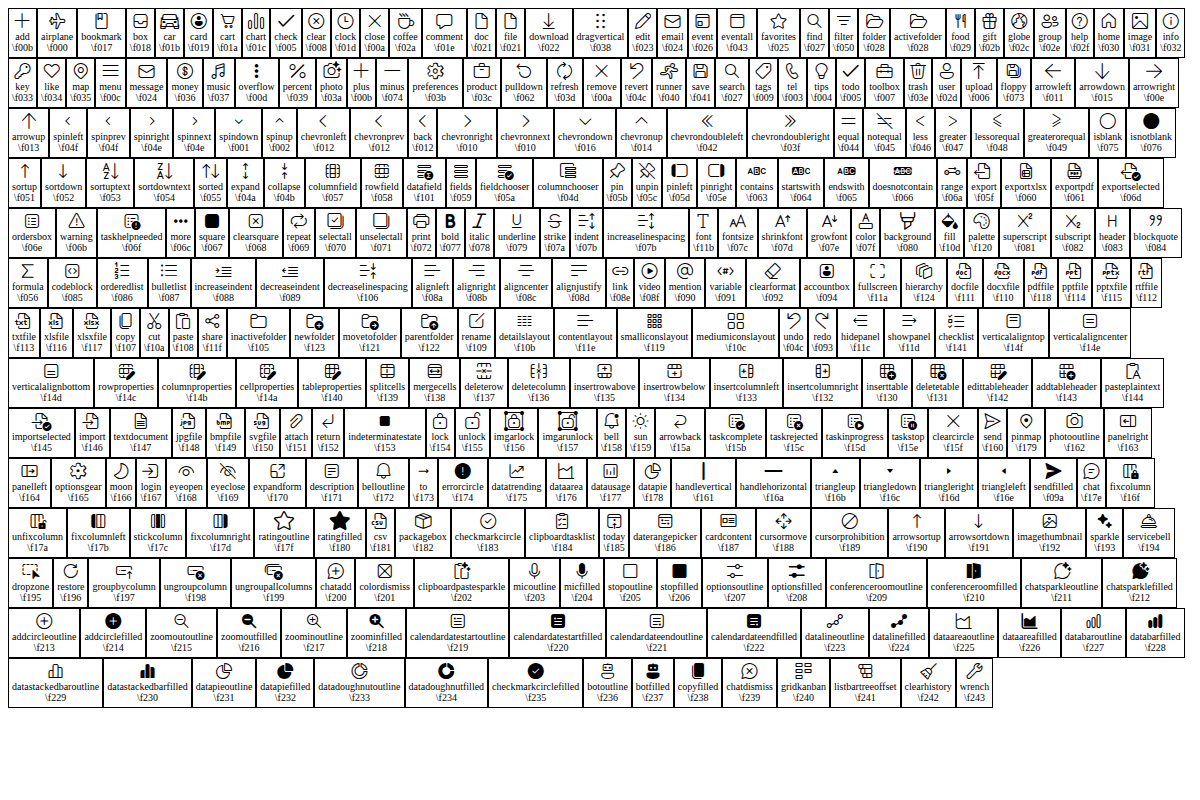 add airplane bookmark box car card cart chart check clear clock close coffee comment doc file download dragvertical edit email event eventall favorites find filter folder activefolder food gift globe group help home image info
\f00b \f000 \f017 \f018 \f01b \f019 \f01a \f01c \f005 \f008 \f01d \f00a \f02a \f01e \f021 \f021 \f022 \f038 \f023 \f024 \f026 \f043 \f025 \f027 \f050 \f028 \f028 \f029 \f02b \f02c \f02e \f02f \f030 \f031 \f032
key like map menu message money music overflow percent photo plus minus preferences product pulldown refresh remove revert runner save search tags tel tips todo toolbox trash user upload floppy arrowleft arrowdown arrowright
\f033 \f034 \f035 \f00c \f024 \f036 \f037 \f00d \f039 \f03a \f00b \f074 \f03b \f03c \f062 \f03d \f00a \f04c \f040 \f041 \f027 \f009 \f003 \f004 \f005 \f007 \f03e \f02d \f006 \f073 \f011 \f015 \f00e
arrowup spinleft spinprev spinright spinnext spindown spinup chevronleft chevronprev back chevronright chevronnext chevrondown chevronup chevrondoubleleft chevrondoubleright equal notequal less greater lessorequal greaterorequal isblank isnotblank
\f013 \f04f \f04f \f04e \f04e \f001 \f002 \f012 \f012 \f012 \f010 \f010 \f016 \f014 \f042 \f03f \f044 \f045 \f046 \f047 \f048 \f049 \f075 \f076
sortup sortdown sortuptext sortdowntext sorted expand collapse columnfield rowfield datafield fields fieldchooser columnchooser pin unpin pinleft pinright contains startswith endswith doesnotcontain range export exportxlsx exportpdf exportselected
\f051 \f052 \f053 \f054 \f055 \f04a \f04b \f057 \f058 \f101 \f059 \f05a \f04d \f05b \f05c \f05d \f05e \f063 \f064 \f065 \f066 \f06a \f05f \f060 \f061 \f06d
ordersbox warning taskhelpneeded more square clearsquare repeat selectall unselectall print bold italic underline strike indent increaselinespacing font fontsize shrinkfont growfont color background fill palette superscript subscript header blockquote
\f06e \f06b \f06f \f06c \f067 \f068 \f069 \f070 \f071 \f072 \f077 \f078 \f079 \f07a \f07b \f07b \f11b \f07c \f07d \f07e \f07f \f080 \f10d \f120 \f081 \f082 \f083 \f084
formula codeblock orderedlist bulletlist increaseindent decreaseindent decreaselinespacing alignleft alignright aligncenter alignjustify link video mention variable clearformat accountbox fullscreen hierarchy docfile docxfile pdffile pptfile pptxfile rtffile
\f056 \f085 \f086 \f087 \f088 \f089 \f106 \f08a \f08b \f08c \f08d \f08e \f08f \f090 \f091 \f092 \f094 \f11a \f124 \f111 \f110 \f118 \f114 \f115 \f112
txtfile xlsfile xlsxfile copy cut paste share inactivefolder newfolder movetofolder parentfolder rename detailslayout contentlayout smalliconslayout mediumiconslayout undo redo hidepanel showpanel checklist verticalaligntop verticalaligncenter
\f113 \f116 \f117 \f107 \f10a \f108 \f11f \f105 \f123 \f121 \f122 \f109 \f10b \f11e \f119 \f10c \f04c \f093 \f11c \f11d \f141 \f14f \f14e
verticalalignbottom rowproperties columnproperties cellproperties tableproperties splitcells mergecells deleterow deletecolumn insertrowabove insertrowbelow insertcolumnleft insertcolumnright inserttable deletetable edittableheader addtableheader pasteplaintext
\f14d \f14c \f14b \f14a \f140 \f139 \f138 \f137 \f136 \f135 \f134 \f133 \f132 \f130 \f131 \f142 \f143 \f144
importselected import textdocument jpgfile bmpfile svgfile attach return indeterminatestate lock unlock imgarlock imgarunlock bell sun arrowback taskcomplete taskrejected taskinprogress taskstop clearcircle send pinmap photooutline panelright
\f145 \f146 \f147 \f148 \f149 \f150 \f151 \f152 \f153 \f154 \f155 \f156 \f157 \f158 \f159 \f15a \f15b \f15c \f15d \f15e \f15f \f160 \f179 \f162 \f163
panelleft optionsgear moon login eyeopen eyeclose expandform description belloutline to errorcircle datatrending dataarea datausage datapie handlevertical handlehorizontal triangleup triangledown triangleright triangleleft sendfilled chat fixcolumn
\f164 \f165 \f166 \f167 \f168 \f169 \f170 \f171 \f172 \f173 \f174 \f175 \f176 \f177 \f178 \f161 \f16a \f16b \f16c \f16d \f16e \f09a \f17e \f16f
unfixcolumn fixcolumnleft stickcolumn fixcolumnright ratingoutline ratingfilled csv packagebox checkmarkcircle clipboardtasklist today daterangepicker cardcontent cursormove cursorprohibition arrowsortup arrowsortdown imagethumbnail sparkle servicebell
\f17a \f17b \f17c \f17d \f17f \f180 \f181 \f182 \f183 \f184 \f185 \f186 \f187 \f188 \f189 \f190 \f191 \f192 \f193 \f194
dropzone restore groupbycolumn ungroupcolumn ungroupallcolumns chatadd colordismiss clipboardpastesparkle micoutline micfilled stopoutline stopfilled optionsoutline optionsfilled conferenceroomoutline conferenceroomfilled chatsparkleoutline chatsparklefilled
\f195 \f196 \f197 \f198 \f199 \f200 \f201 \f202 \f203 \f204 \f205 \f206 \f207 \f208 \f209 \f210 \f211 \f212
addcircleoutline addcirclefilled zoomoutoutline zoomoutfilled zoominoutline zoominfilled calendardatestartoutline calendardatestartfilled calendardateendoutline calendardateendfilled datalineoutline datalinefilled dataareaoutline dataareafilled databaroutline databarfilled
\f213 \f214 \f215 \f216 \f217 \f218 \f219 \f220 \f221 \f222 \f223 \f224 \f225 \f226 \f227 \f228
datastackedbaroutline datastackedbarfilled datapieoutline datapiefilled datadoughnutoutline datadoughnutfilled checkmarkcirclefilled botoutline botfilled copyfilled chatdismiss gridkanban listbartreeoffset clearhistory wrench
\f229 \f230 \f231 \f232 \f233 \f234 \f235 \f236 \f237 \f238 \f239 \f240 \f241 \f242 \f243